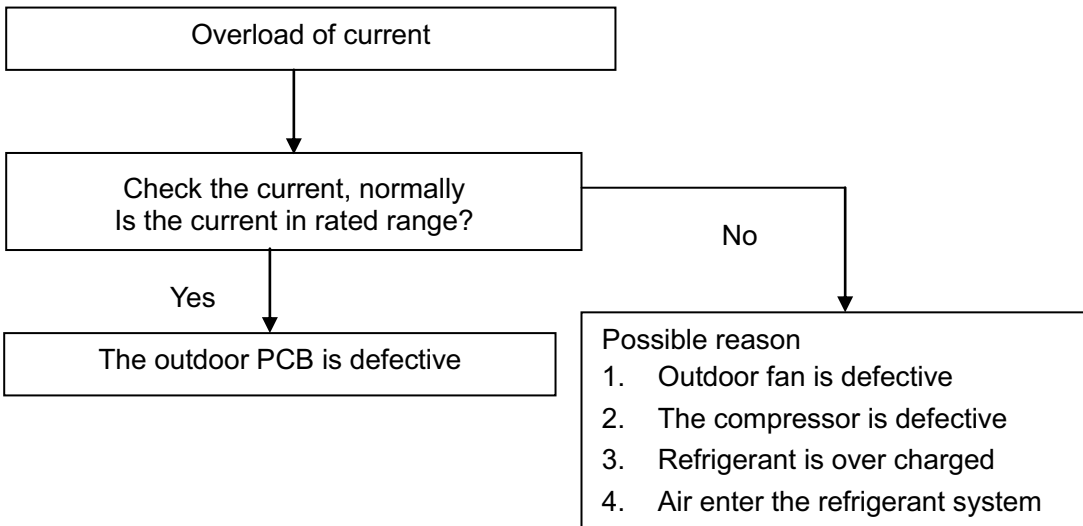 Overload of current
Check the current, normally
Is the current in rated range?
No
Yes
The outdoor PCB is defective
Possible reason
1. Outdoor fan is defective
2. The compressor is defective
3. Refrigerant is over charged
4. Air enter the refrigerant system